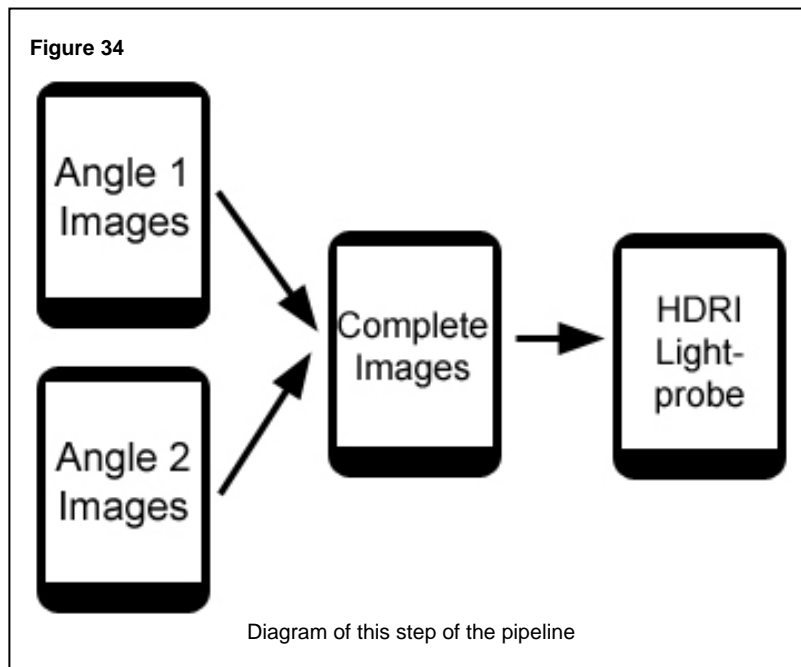 Figure 34
Angle 1
Images
Angle 2
Images
Complete
Images
HDRI
Light-
probe
Diagram of this step of the pipeline